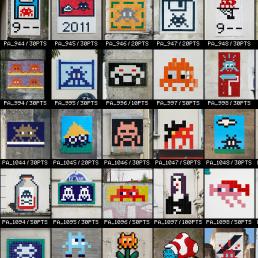 9-- 2011 9--
PA_944/30PTS PA_945/30PTS PA_946/20PTS PA_947/20PTS PA_948/30PTS
PA_994/30PTS PA_995/30PTS PA_996/10PTS PA_997/50PTS PA_998/30PTS
PA_1044/30PTS PA_1045/20PTS PA_1046/30PTS PA_1047/50PTS PA_1048/30PTS
PA_1094/30PTS PA_1095/30PTS PA_1096/50PTS PA_1097/100PTS PA_1098/50PTS